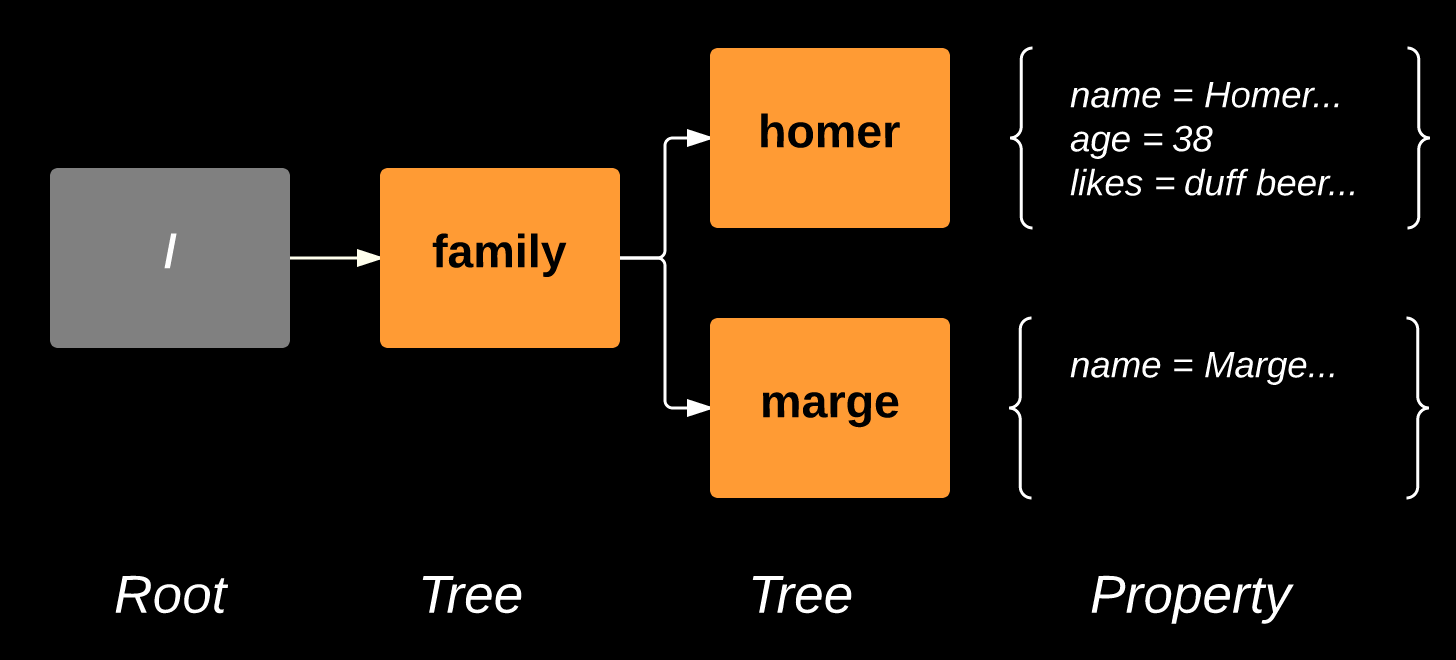 /
family
homer
name = Homer...
age = 38
likes = duff beer...
marge
name = Marge...
Root
Tree
Tree
Property